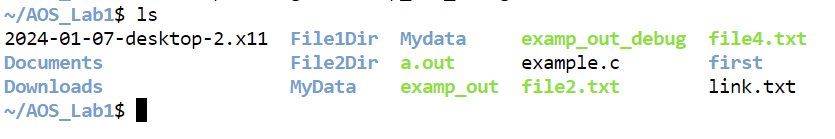 ~/AOS_Lab1$ ls
2024-01-07-desktop-2.x11 File1Dir Mydata examp_out_debug file4.txt
Documents File2Dir a.out example.c first
Downloads MyData examp_out file2.txt link.txt
~/AOS_Lab1$